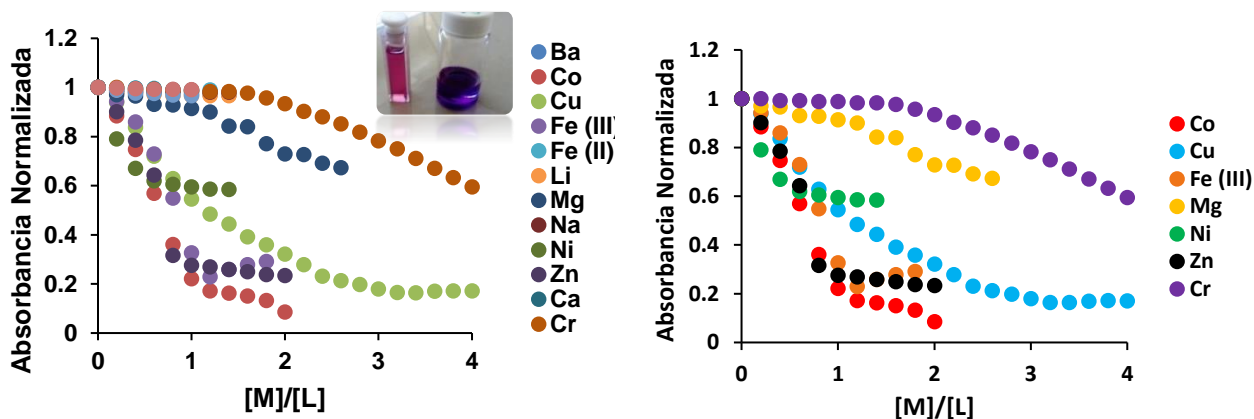 Absorbancia Normalizada
1.2
1
0.8
0.6
0.4
0.2
0
0 1 2 3 4
[M]/[L]
Ba
Co
Cu
Fe (III)
Fe (II)
Li
Mg
Na
Ni
Zn
Ca
Cr
Absorbancia Normalizada
1.2
1
0.8
0.6
0.4
0.2
0
0 1 2 3 4
[M]/[L]
Co
Cu
Fe (III)
Mg
Ni
Zn
Cr